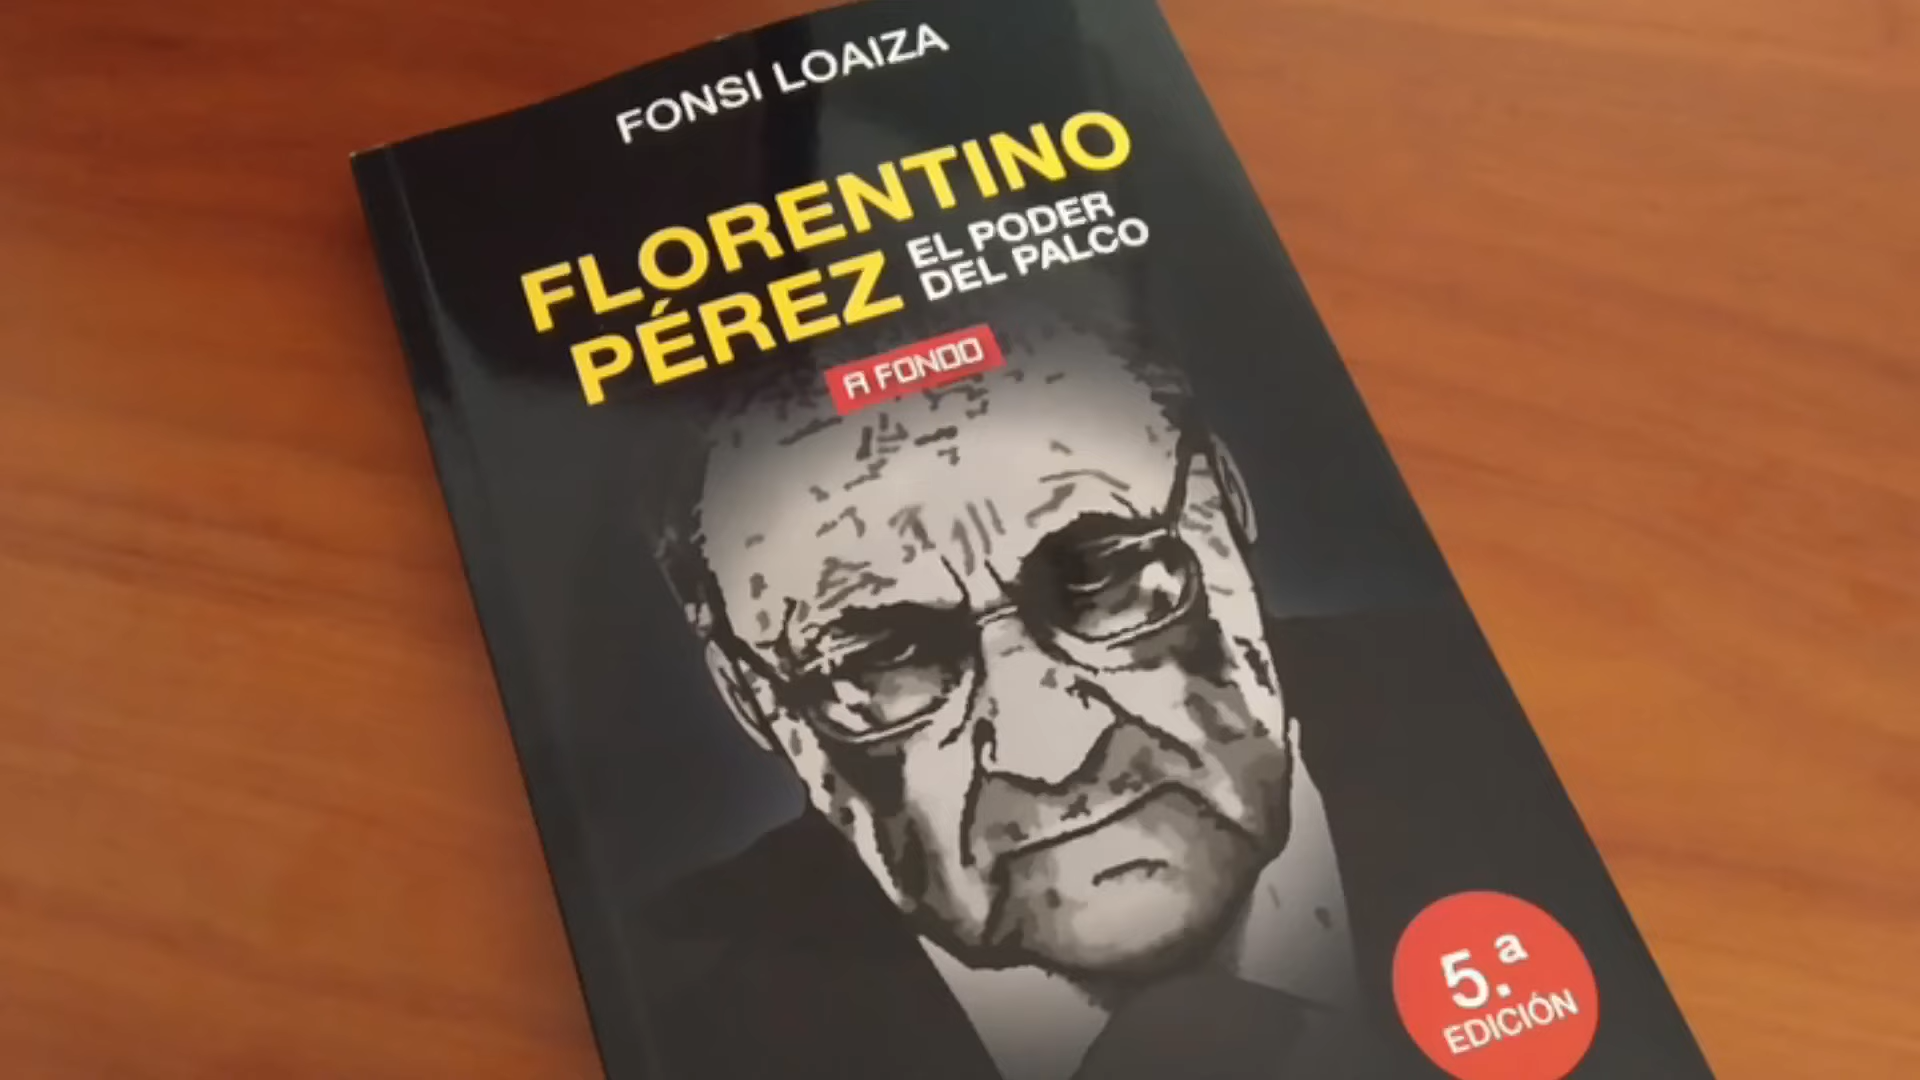 FONSI LOAIZA
FLORENTINO
PÉREZ
EL PODER
DEL PALCO
A FONDO
5.ª
EDICIÓN